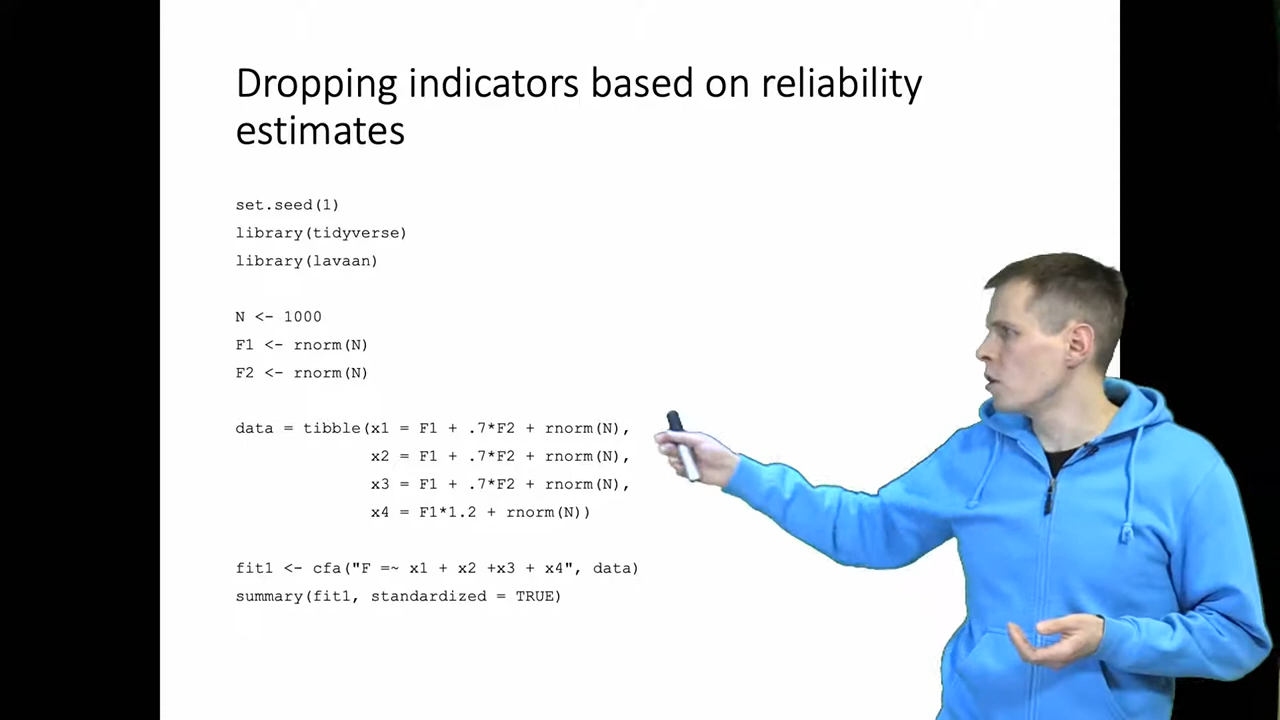 Dropping indicators based on reliability
estimates
set.seed(1)
library(tidyverse)
library(lavaan)
N <- 1000
F1 <- rnorm(N)
F2 <- rnorm(N)
data = tibble(x1 = F1 + .7*F2 + rnorm(N),
x2 = F1 + .7*F2 + rnorm(N),
x3 = F1 + .7*F2 + rnorm(N),
x4 = F1*1.2 + rnorm(N))
fit1 <- cfa("F =~ x1 + x2 +x3 + x4", data)
summary(fit1, standardized = TRUE)